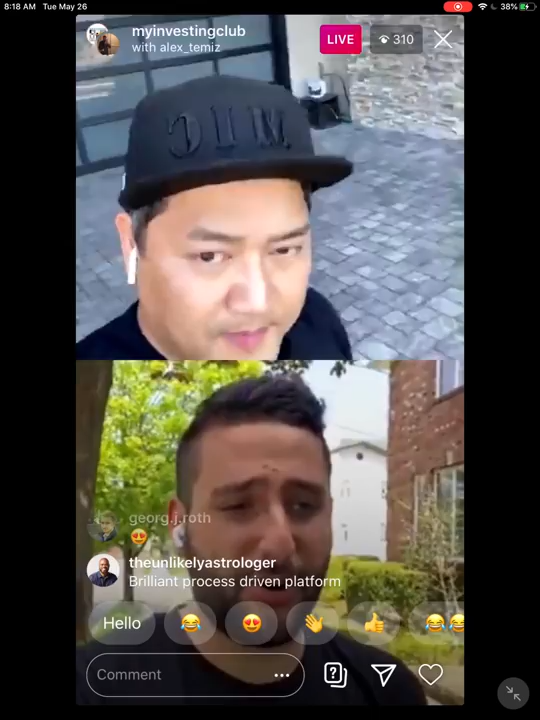 8:18 AM Tue May 26
38%
myinvestingclub
with alex_temiz
LIVE
310
MIC
georg.j.roth
😍
theunlikelyastrologer
Brilliant process driven platform
Hello 😂 😍 👋 👍 😂😂
Comment